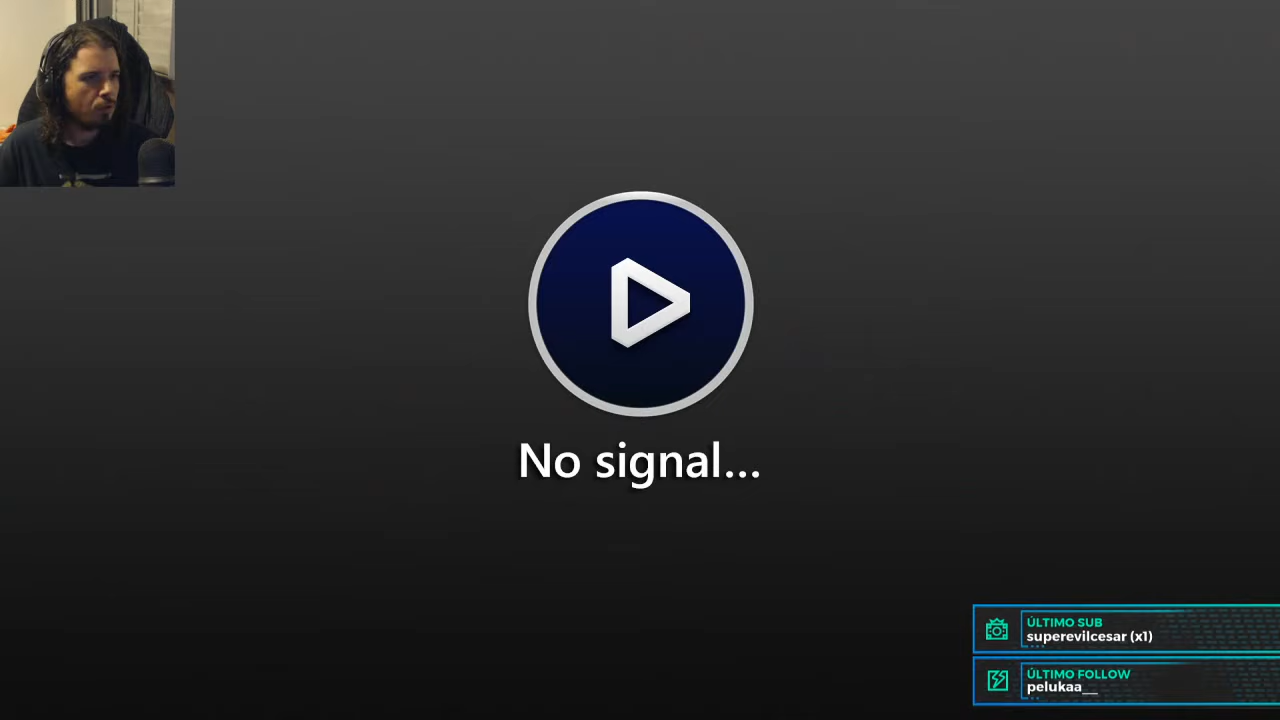 No signal...
ÚLTIMO SUB
superevilcesar (x1)
ÚLTIMO FOLLOW
pelukaa__